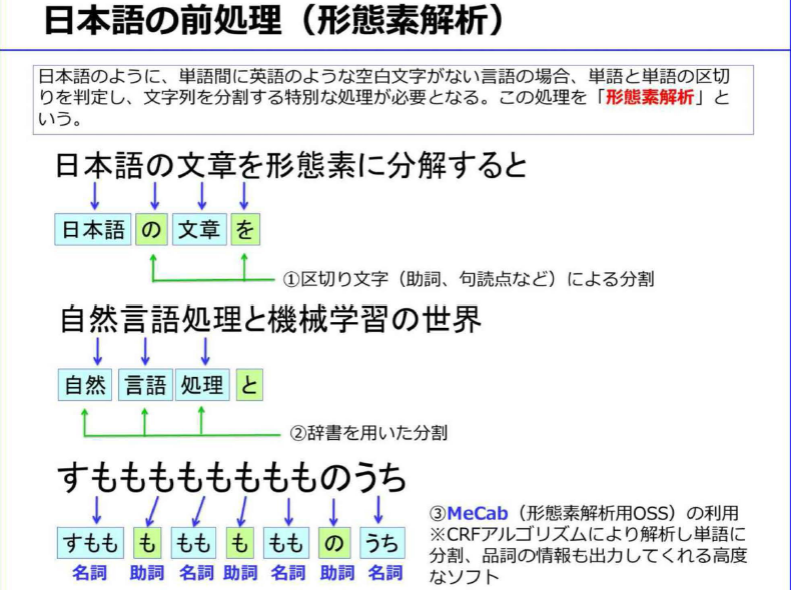 日本語の前処理（形態素解析）
日本語のように、単語間に英語のような空白文字がない言語の場合、単語と単語の区切
りを判定し、文字列を分割する特別な処理が必要となる。この処理を「形態素解析」と
いう。
日本語の文章を形態素に分解すると
日本語 の 文章 を
①区切り文字（助詞、句読点など）による分割
自然言語処理と機械学習の世界
自然 言語 処理 と
②辞書を用いた分割
すもももももももものうち
すもも も もも も もも の うち
名詞 助詞 名詞 助詞 名詞 助詞 名詞
③MeCab（形態素解析用OSS）の利用
※CRFアルゴリズムにより解析し単語に
分割、品詞の情報も出力してくれる高度
なソフト